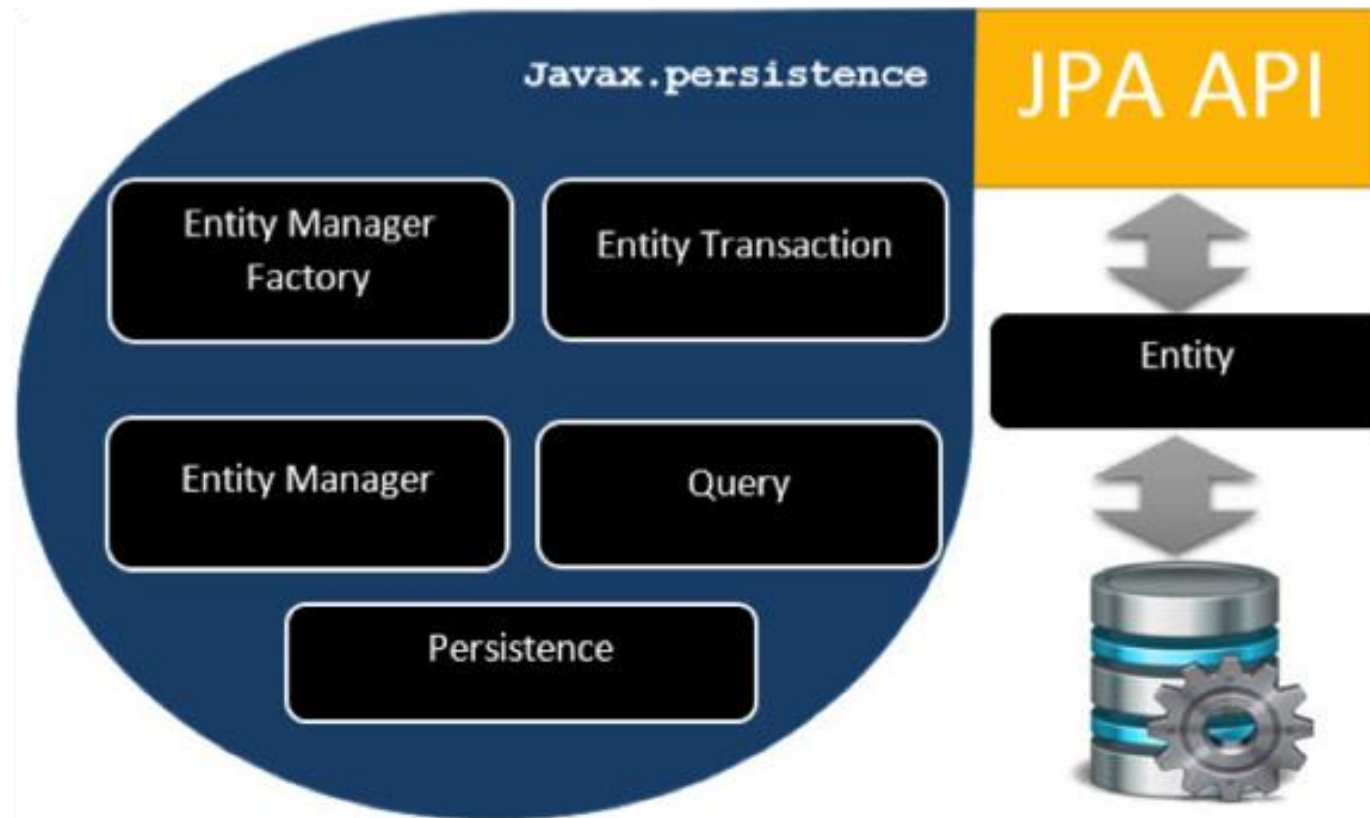 Javax.persistence
JPA API
Entity Manager
Factory
Entity Transaction
Entity
Entity Manager
Query
Persistence